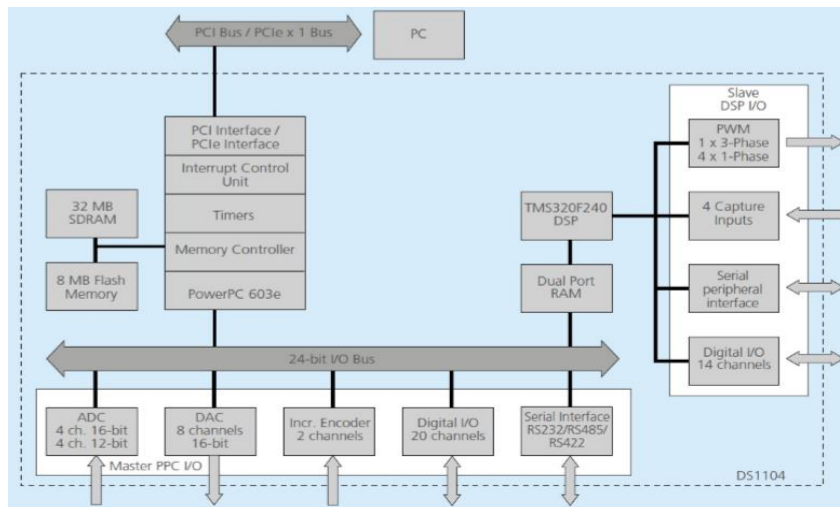 PCI Bus / PCIe x 1 Bus
PC
PCI Interface /
PCIe Interface
Interrupt Control
Unit
Timers
Memory Controller
PowerPC 603e
32 MB
SDRAM
8 MB Flash
Memory
TMS320F240
DSP
Dual Port
RAM
Slave
DSP I/O
PWM
1 x 3-Phase
4 x 1-Phase
4 Capture
Inputs
Serial
peripheral
interface
Digital I/O
14 channels
24-bit I/O Bus
ADC
4 ch. 16-bit
4 ch. 12-bit
DAC
8 channels
16-bit
Incr. Encoder
2 channels
Digital I/O
20 channels
Serial Interface
RS232/RS485/
RS422
Master PPC I/O
DS1104